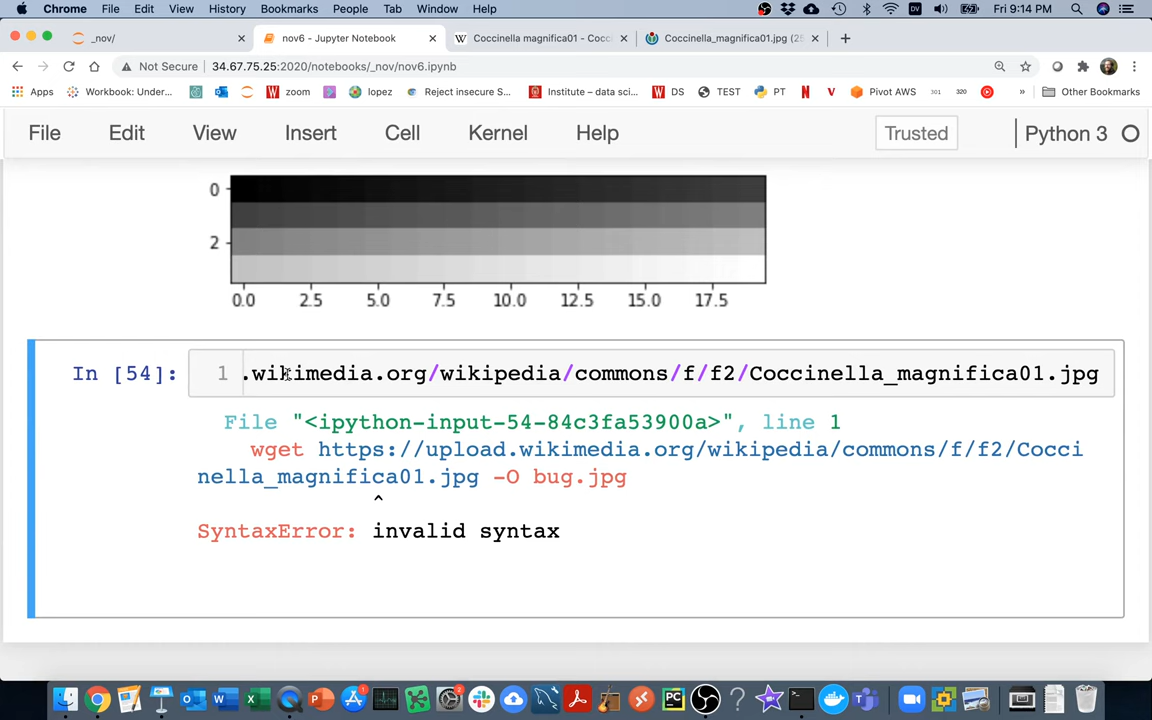 Chrome File Edit View History Bookmarks People Tab Window Help DV Fri 9:14 PM
_nov/ nov6 - Jupyter Notebook W Coccinella magnifica01 - Cocc Coccinella_magnifica01.jpg (25
Not Secure 34.67.75.25:2020/notebooks/_nov/nov6.ipynb
Apps Workbook: Under... zoom lopez Reject insecure S... Institute – data sci... DS TEST PT Pivot AWS 101 320 » Other Bookmarks
File Edit View Insert Cell Kernel Help Trusted Python 3
0
2
0.0 2.5 5.0 7.5 10.0 12.5 15.0 17.5
In [54]: 1 .wikimedia.org/wikipedia/commons/f/f2/Coccinella_magnifica01.jpg
File "<ipython-input-54-84c3fa53900a>", line 1
wget https://upload.wikimedia.org/wikipedia/commons/f/f2/Cocci
nella_magnifica01.jpg -O bug.jpg
^
SyntaxError: invalid syntax